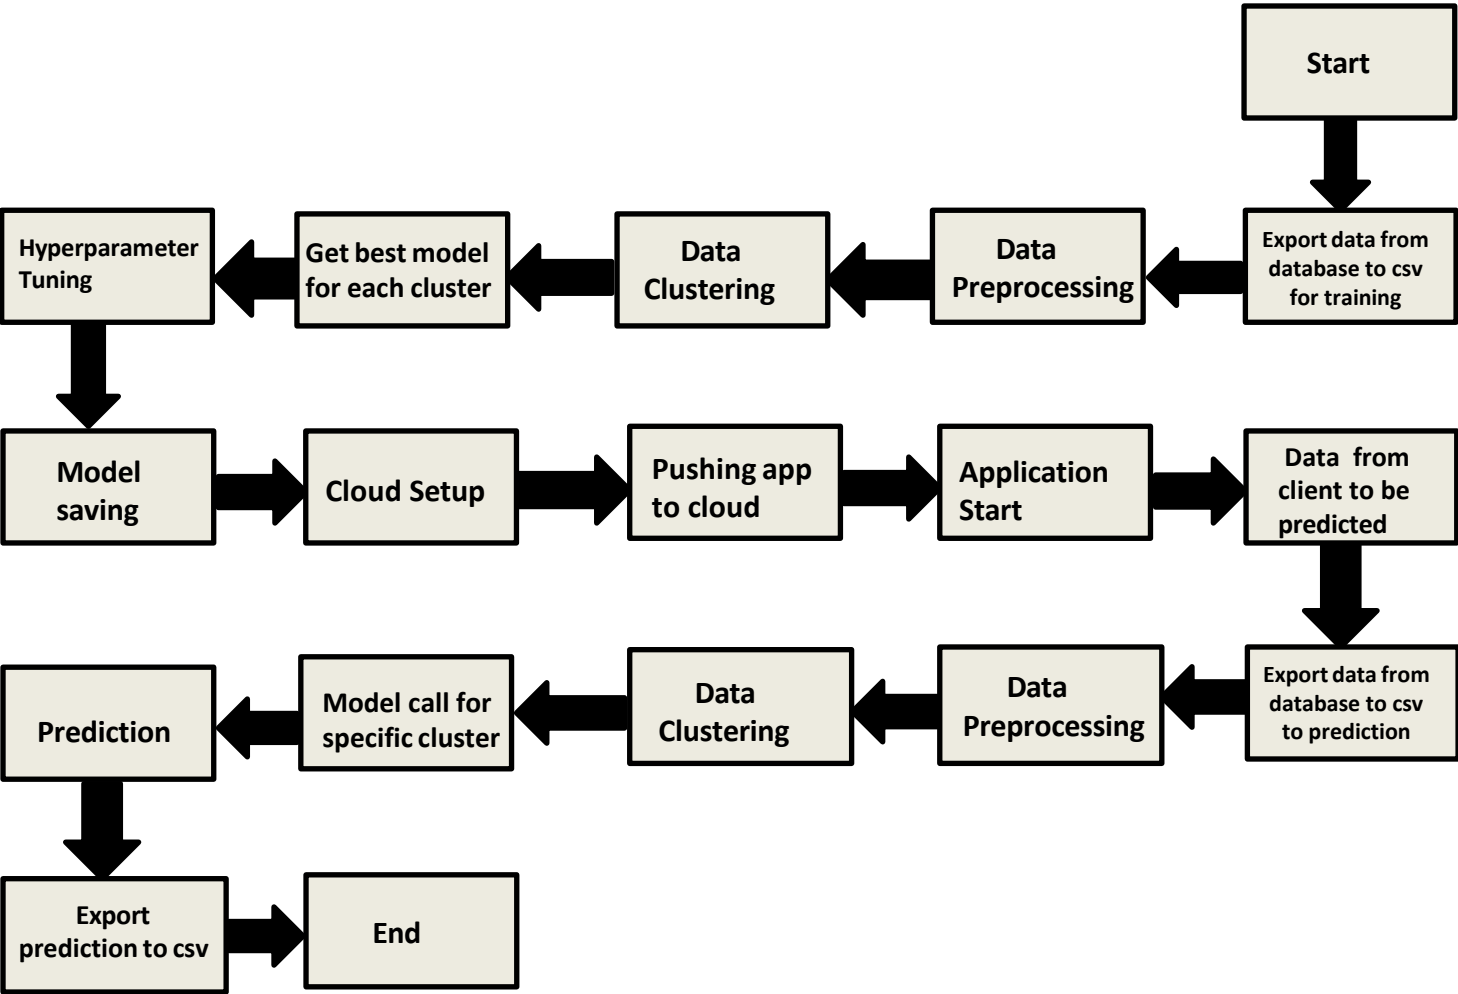 Start
Export data from
database to csv
for training
Data
Preprocessing
Data
Clustering
Get best model
for each cluster
Hyperparameter
Tuning
Model
saving
Cloud Setup
Pushing app
to cloud
Application
Start
Data from
client to be
predicted
Export data from
database to csv
to prediction
Data
Preprocessing
Data
Clustering
Model call for
specific cluster
Prediction
Export
prediction to csv
End